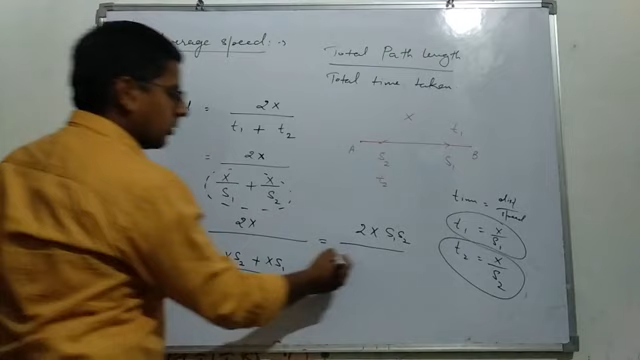 erage speed :→
Total Path length
Total time taken
= 2x / t₁ + t₂
x
t₁
A B
S₂ S₁
t₂
= 2x / x/S₁ + x/S₂
time = dist/speed
t₁ = x/S₁
t₂ = x/S₂
2x / xS₂ + xS₁ = 2x S₁S₂